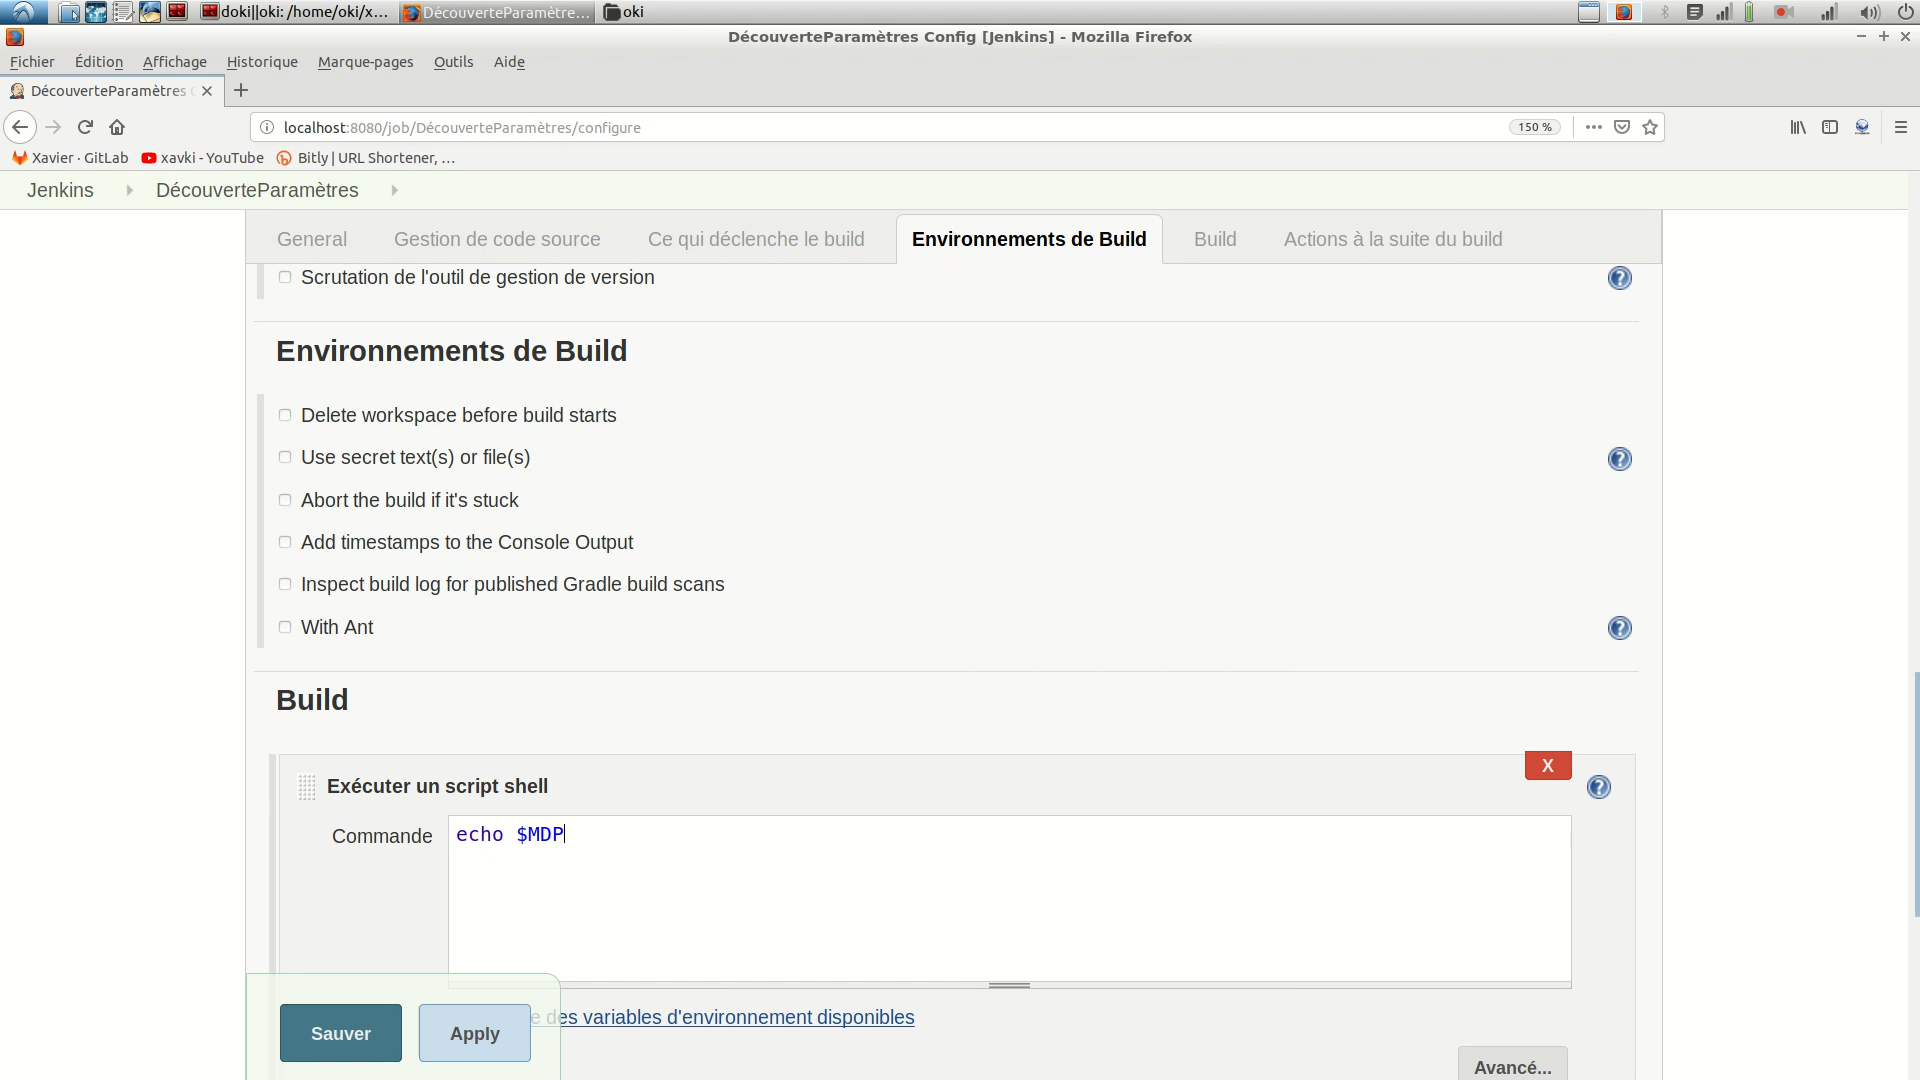 doki||oki: /home/oki/x...
DécouverteParamètre...
oki
DécouverteParamètres Config [Jenkins] - Mozilla Firefox
Fichier Édition Affichage Historique Marque-pages Outils Aide
DécouverteParamètres
localhost:8080/job/DécouverteParamètres/configure
150 %
Xavier · GitLab
xavki - YouTube
Bitly | URL Shortener, ...
Jenkins
DécouverteParamètres
General
Gestion de code source
Ce qui déclenche le build
Environnements de Build
Build
Actions à la suite du build
Scrutation de l'outil de gestion de version
Environnements de Build
Delete workspace before build starts
Use secret text(s) or file(s)
Abort the build if it's stuck
Add timestamps to the Console Output
Inspect build log for published Gradle build scans
With Ant
Build
X
Exécuter un script shell
Commande
echo $MDP
e des variables d'environnement disponibles
Sauver
Apply
Avancé...